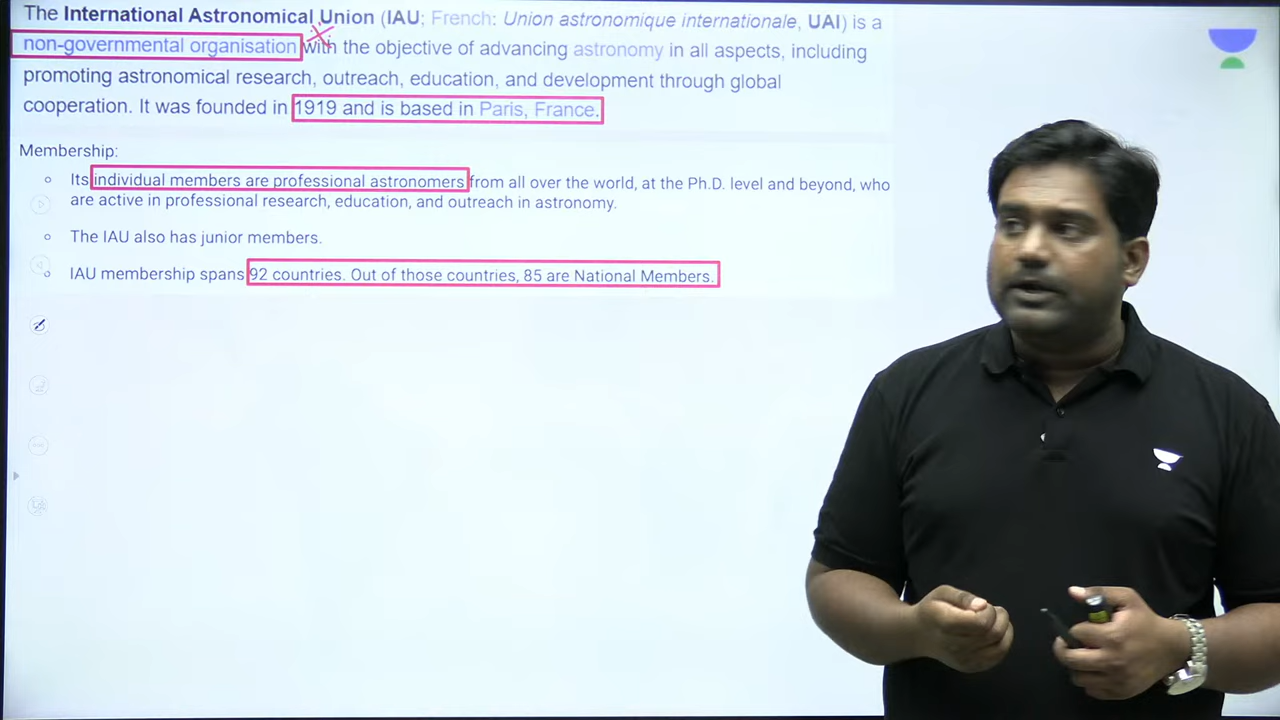 The International Astronomical Union (IAU; French: Union astronomique internationale, UAI) is a
non-governmental organisation with the objective of advancing astronomy in all aspects, including
promoting astronomical research, outreach, education, and development through global
cooperation. It was founded in 1919 and is based in Paris, France.
Membership:
Its individual members are professional astronomers from all over the world, at the Ph.D. level and beyond, who
are active in professional research, education, and outreach in astronomy.
The IAU also has junior members.
IAU membership spans 92 countries. Out of those countries, 85 are National Members.